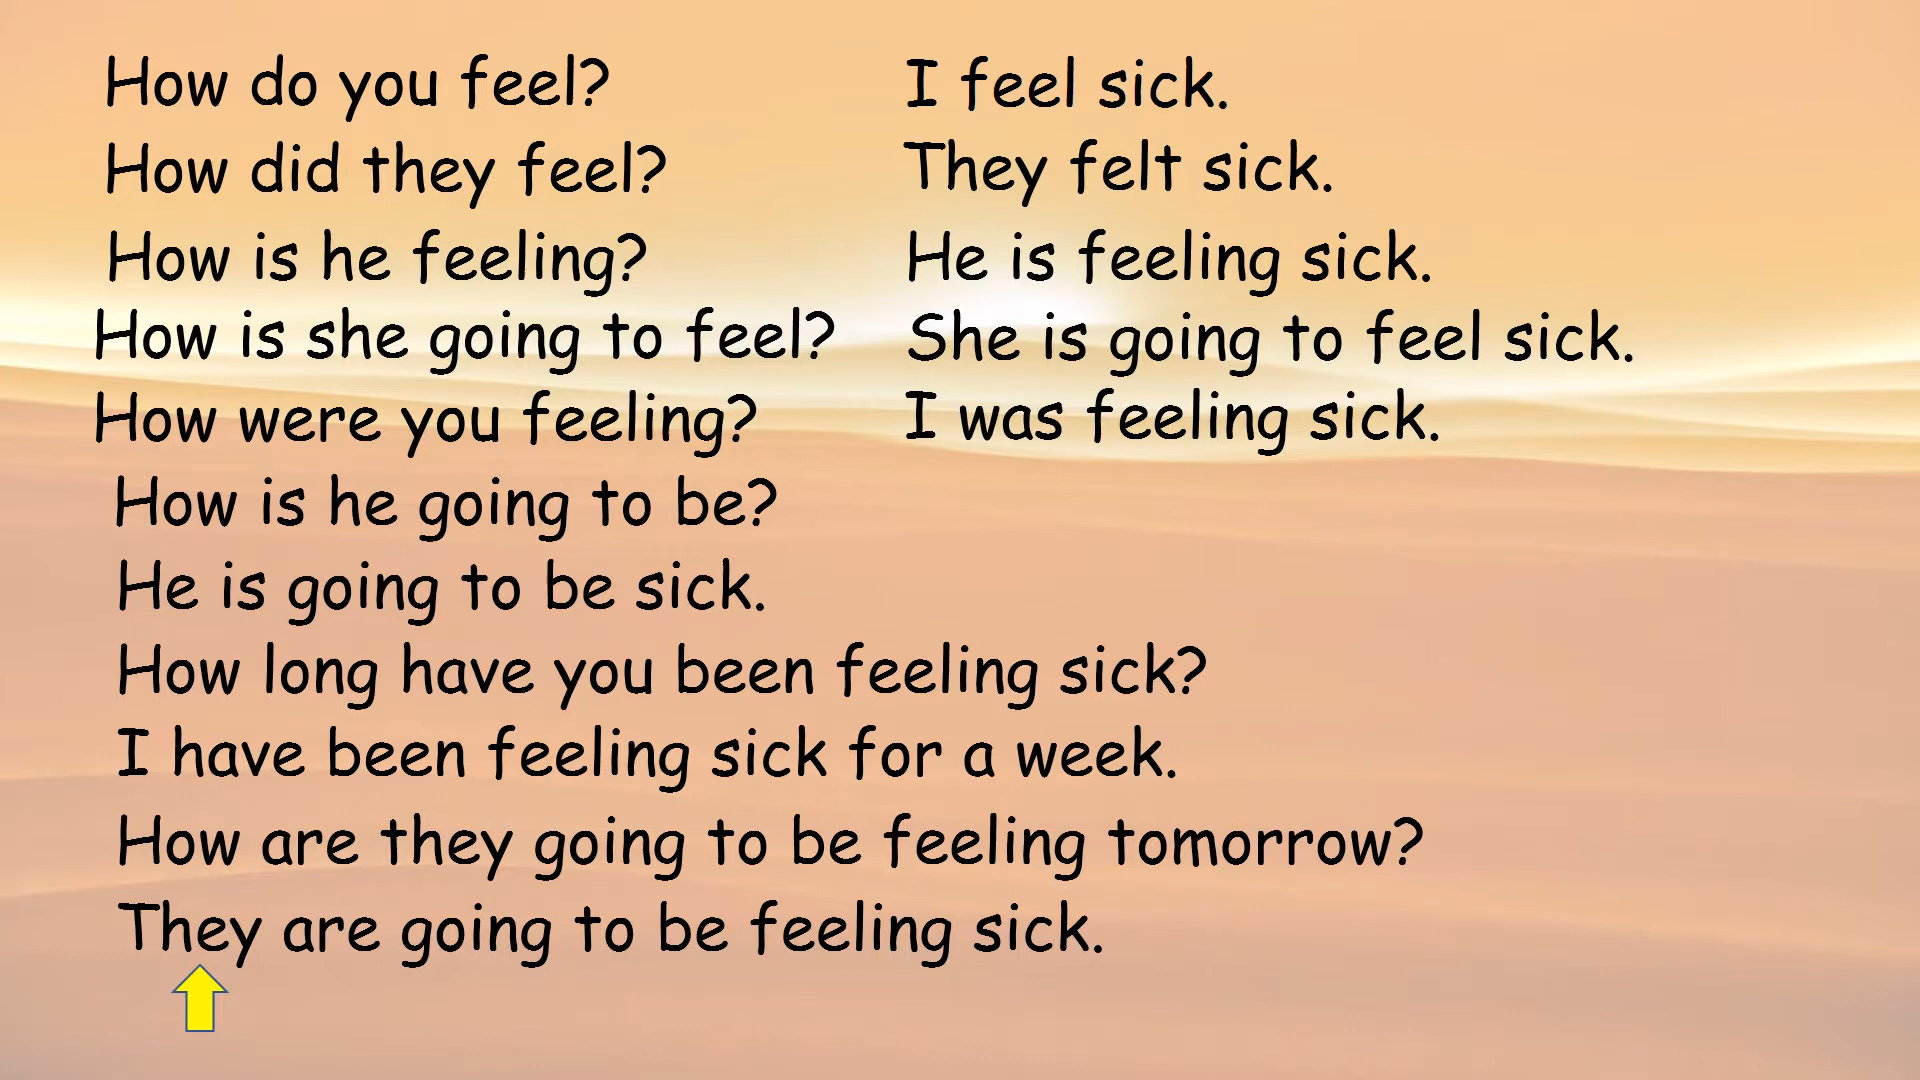 How do you feel? I feel sick.
How did they feel? They felt sick.
How is he feeling? He is feeling sick.
How is she going to feel? She is going to feel sick.
How were you feeling? I was feeling sick.
How is he going to be?
He is going to be sick.
How long have you been feeling sick?
I have been feeling sick for a week.
How are they going to be feeling tomorrow?
They are going to be feeling sick.